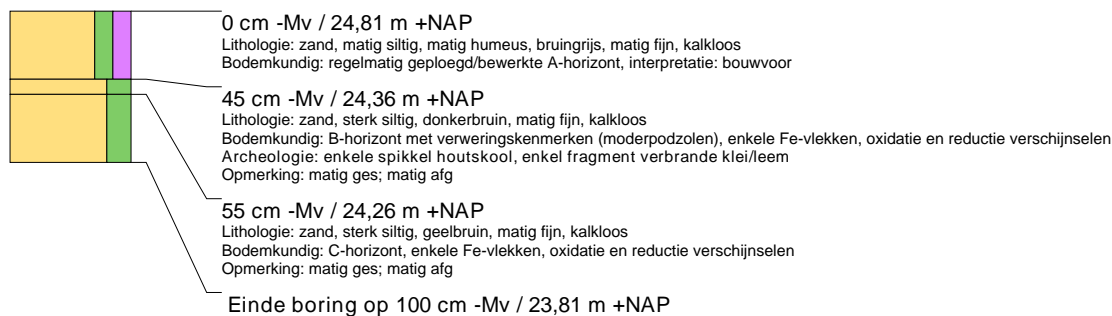 0 cm -Mv / 24,81 m +NAP
Lithologie: zand, matig siltig, matig humeus, bruingrijs, matig fijn, kalkloos
Bodemkundig: regelmatig geploegd/bewerkte A-horizont, interpretatie: bouwvoor
45 cm -Mv / 24,36 m +NAP
Lithologie: zand, sterk siltig, donkerbruin, matig fijn, kalkloos
Bodemkundig: B-horizont met verweringskenmerken (moderpodzolen), enkele Fe-vlekken, oxidatie en reductie verschijnselen
Archeologie: enkele spikkel houtskool, enkel fragment verbrande klei/leem
Opmerking: matig ges; matig afg
55 cm -Mv / 24,26 m +NAP
Lithologie: zand, sterk siltig, geelbruin, matig fijn, kalkloos
Bodemkundig: C-horizont, enkele Fe-vlekken, oxidatie en reductie verschijnselen
Opmerking: matig ges; matig afg
Einde boring op 100 cm -Mv / 23,81 m +NAP